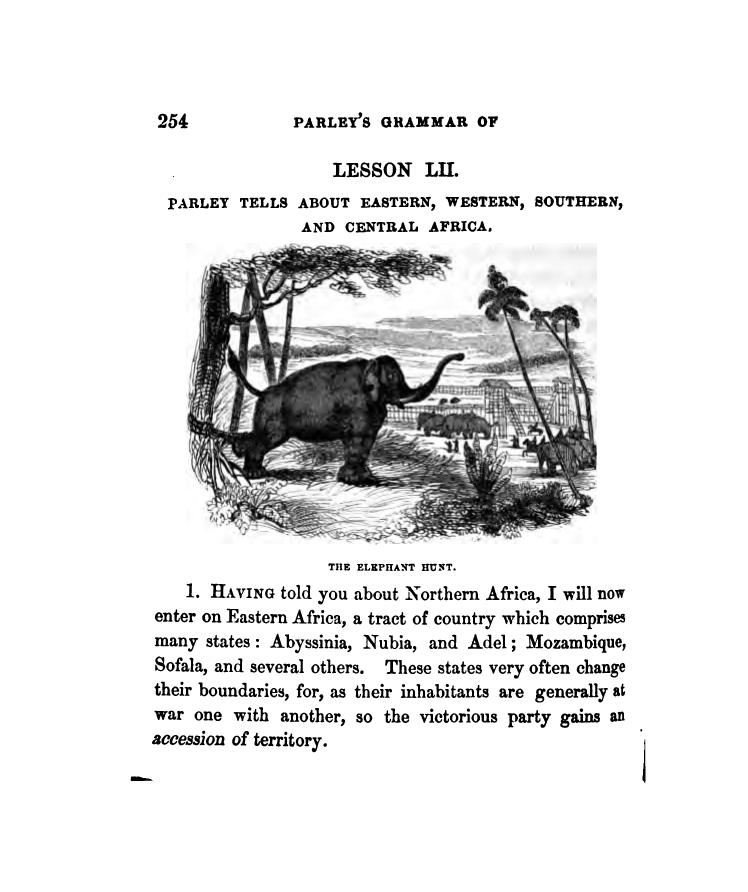 254 PARLEY'S GRAMMAR OF
LESSON LII.
PARLEY TELLS ABOUT EASTERN, WESTERN, SOUTHERN,
AND CENTRAL AFRICA.
THE ELEPHANT HUNT.
1. HAVING told you about Northern Africa, I will now
enter on Eastern Africa, a tract of country which comprises
many states: Abyssinia, Nubia, and Adel; Mozambique,
Sofala, and several others. These states very often change
their boundaries, for, as their inhabitants are generally at
war one with another, so the victorious party gains an
accession of territory.